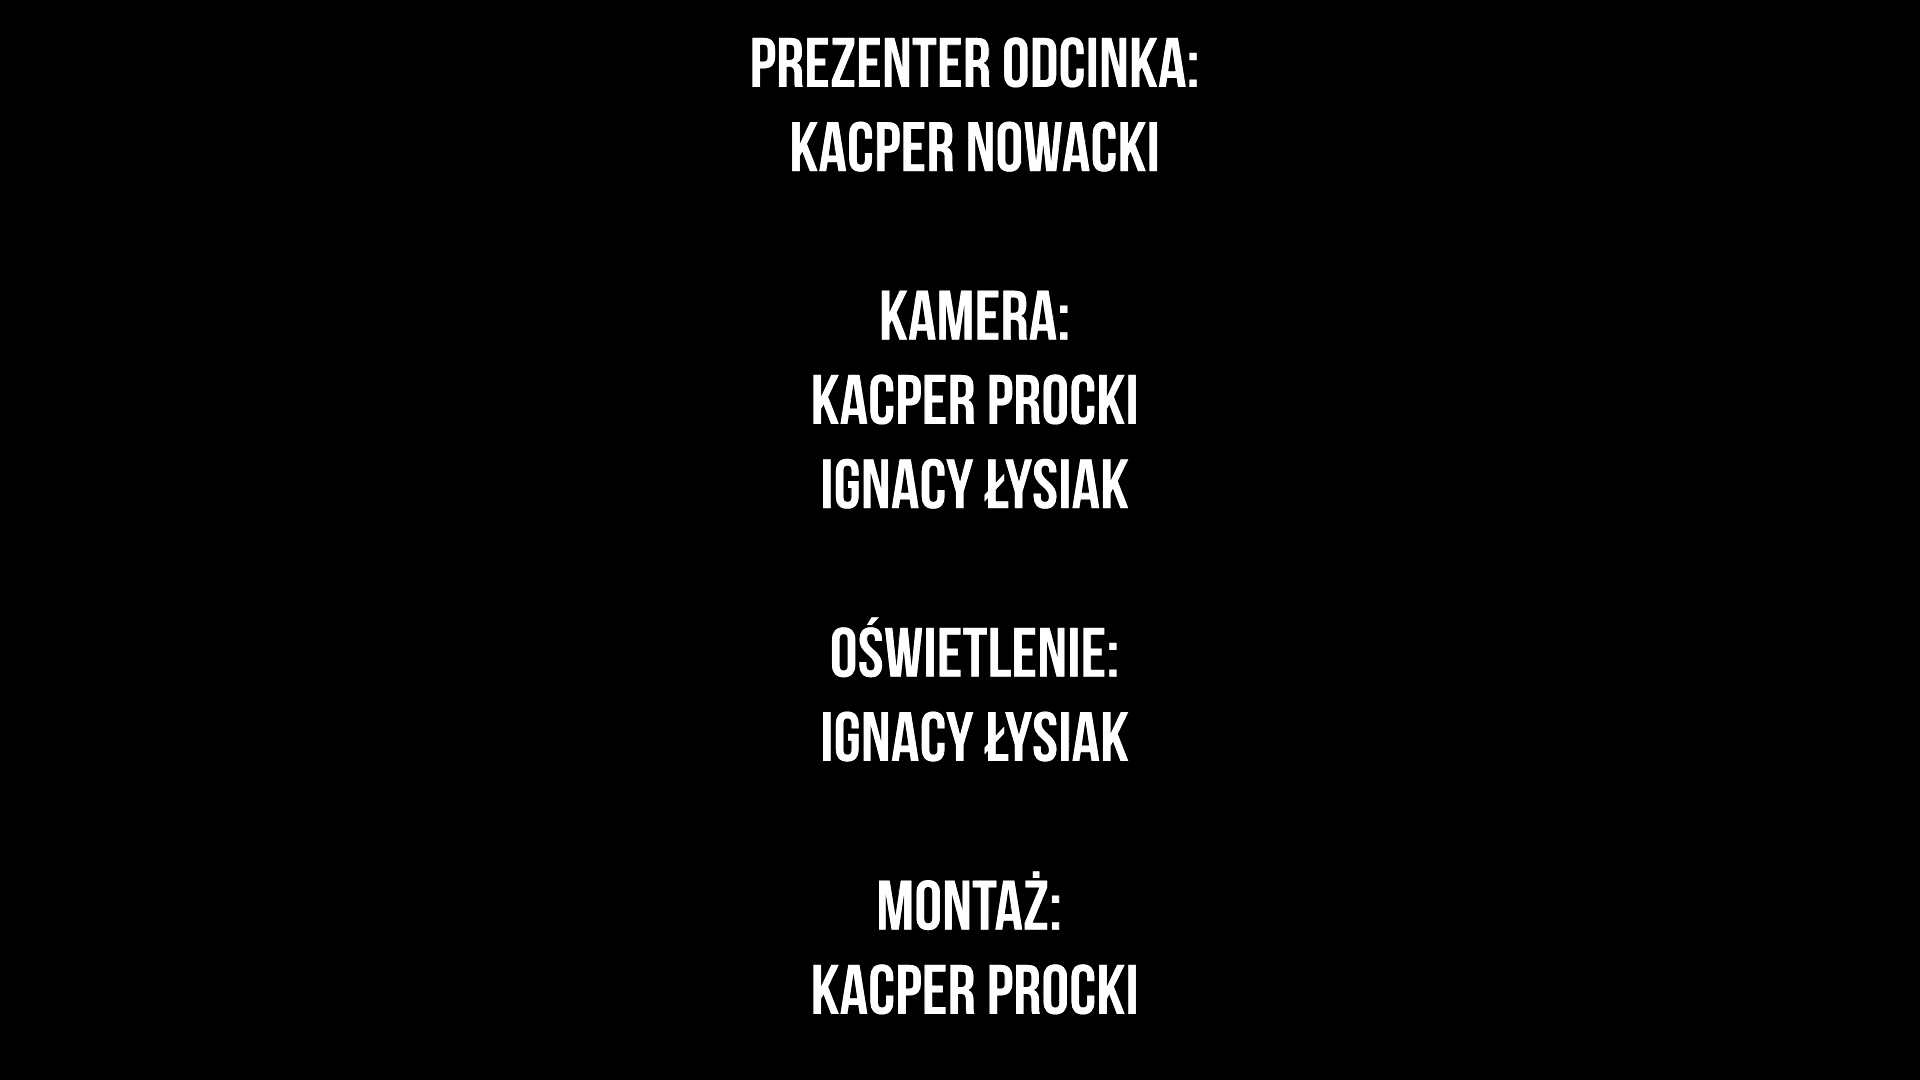 PREZENTER ODCINKA:
KACPER NOWACKI
KAMERA:
KACPER PROCKI
IGNACY ŁYSIAK
OŚWIETLENIE:
IGNACY ŁYSIAK
MONTAŻ:
KACPER PROCKI